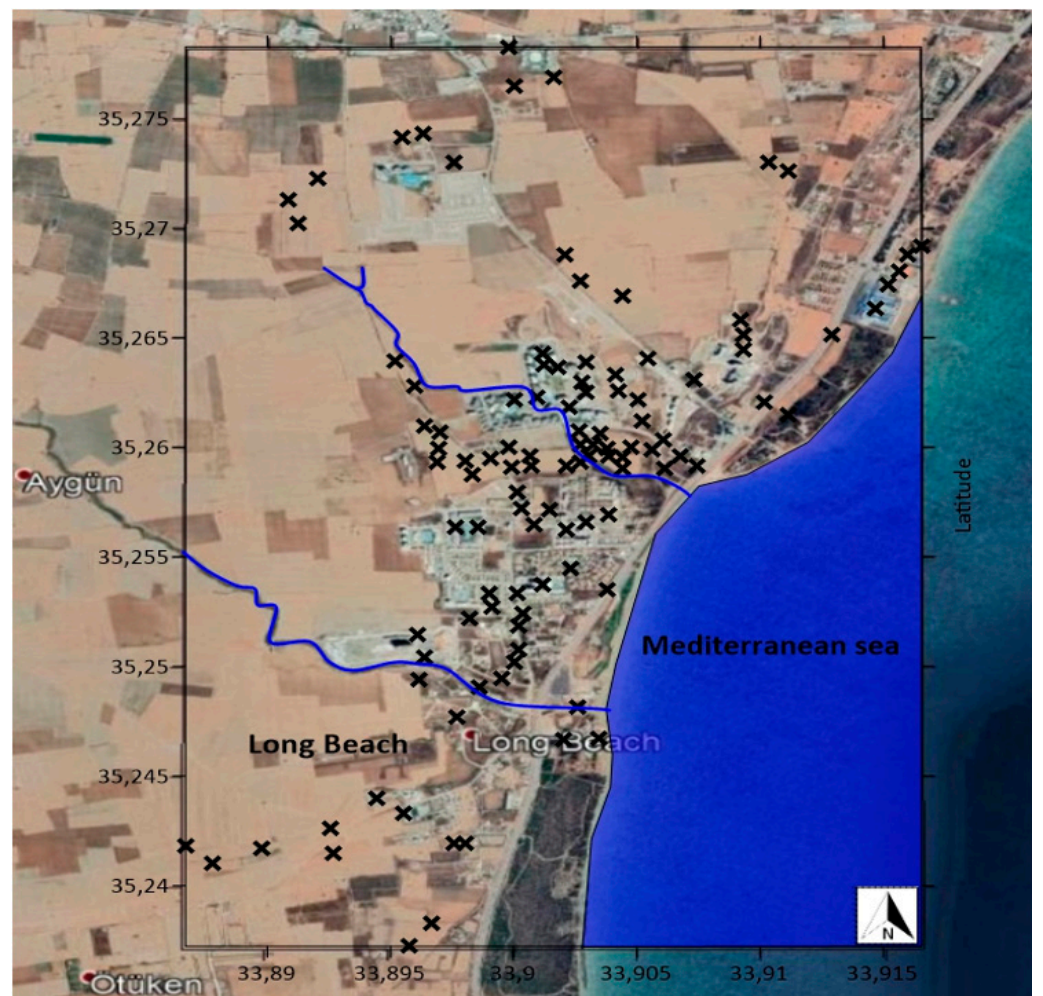 35,275
35,27
35,265
35,26
Aygün
Latitude
35,255
Mediterranean sea
35,25
Long Beach
Long Beach
35,245
35,24
N
33,89
33,895
33,9
33,905
33,91
33,915
Ötüken